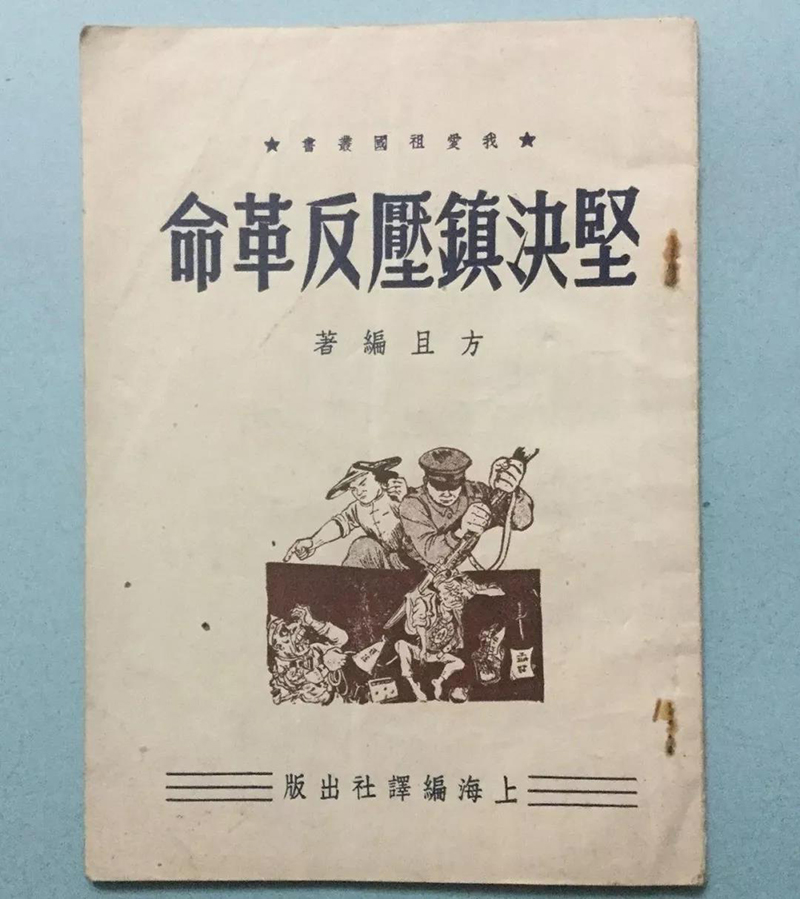 ★我愛祖國叢書★
堅決鎮壓反革命
方且編著
上海編譯社出版